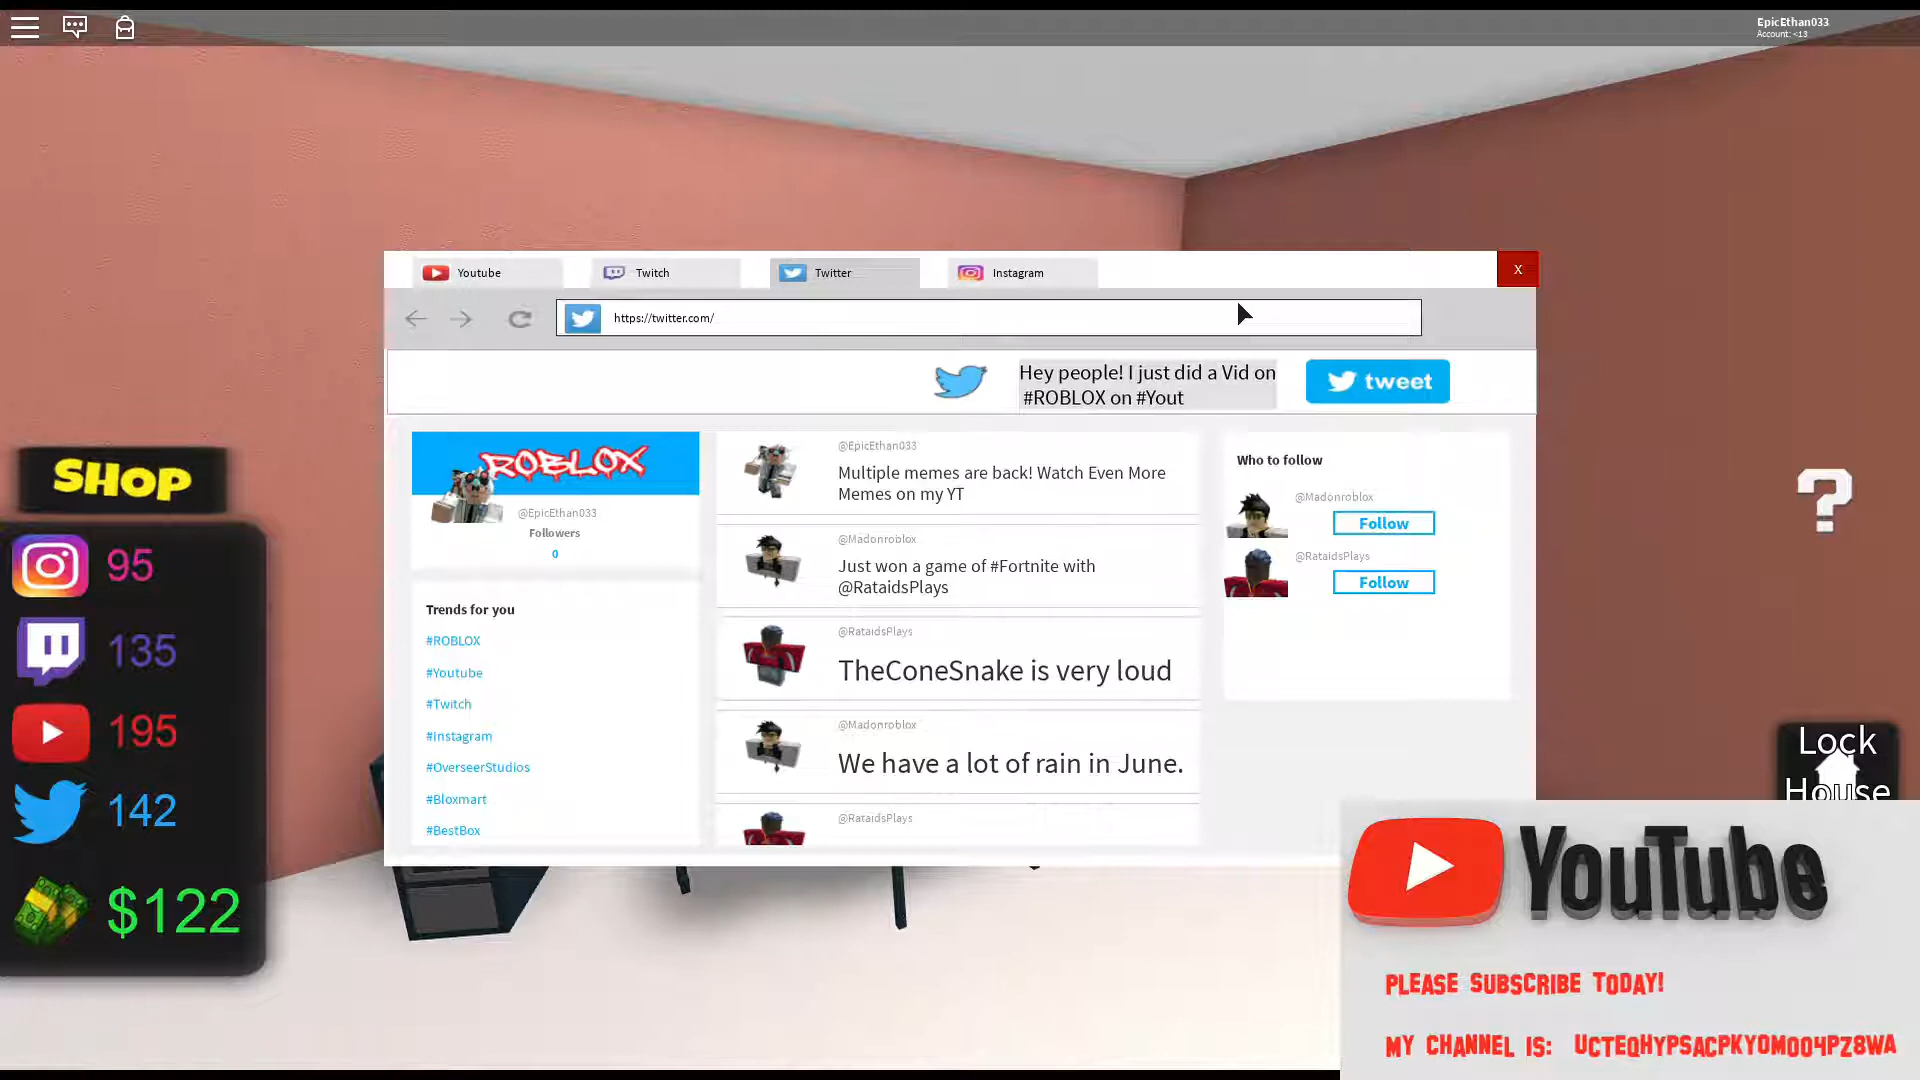 EpicEthan033
Account: <13
Youtube
Twitch
Twitter
Instagram
X
https://twitter.com/
Hey people! I just did a Vid on
#ROBLOX on #Yout
tweet
SHOP
95
135
195
142
$122
ROBLOX
@EpicEthan033
Followers
0
Trends for you
#ROBLOX
#Youtube
#Twitch
#Instagram
#OverseerStudios
#Bloxmart
#BestBox
@EpicEthan033
Multiple memes are back! Watch Even More
Memes on my YT
@Madonroblox
Just won a game of #Fortnite with
@RataidsPlays
@RataidsPlays
TheConeSnake is very loud
@Madonroblox
We have a lot of rain in June.
@RataidsPlays
Who to follow
@Madonroblox
Follow
@RataidsPlays
Follow
?
Lock
House
YouTube
PLEASE SUBSCRIBE TODAY!
MY CHANNEL IS: UCTEQHYPSACPKYOMOO4PZ8WA